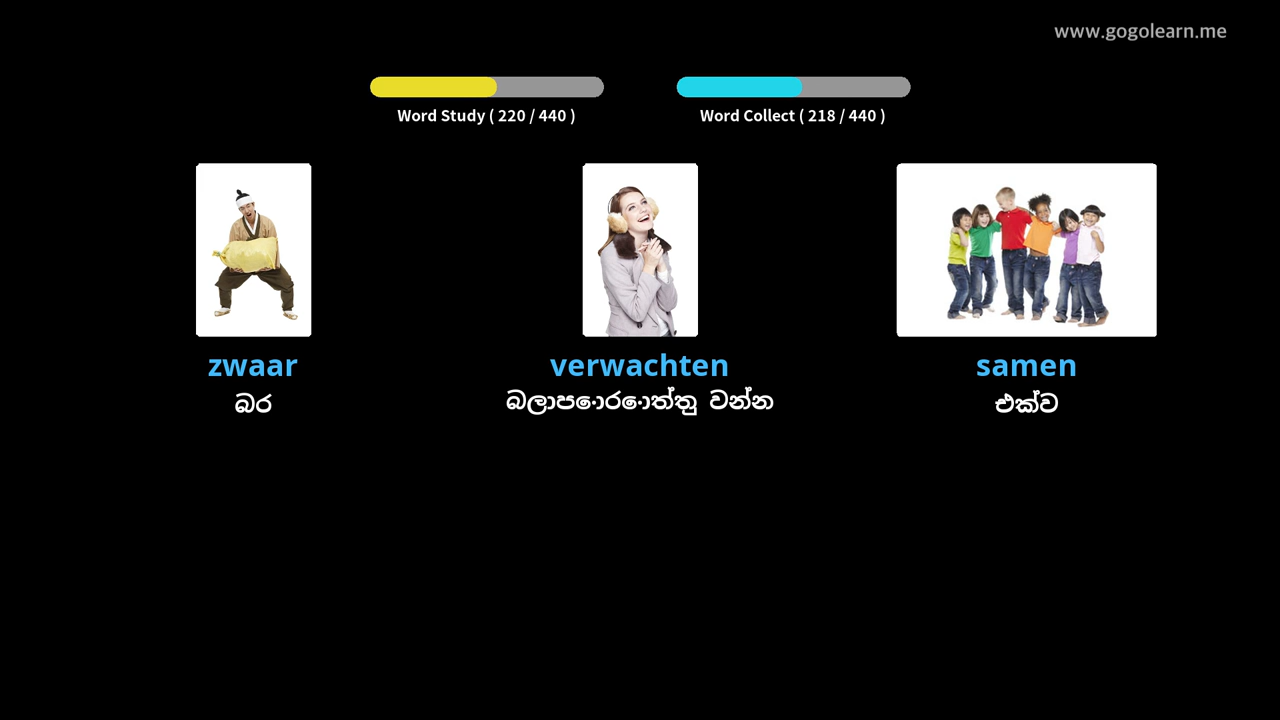 www.gogolearn.me
Word Study ( 220 / 440 )
Word Collect ( 218 / 440 )
zwaar
verwachten
samen
බර
බලාපොරොත්තු වන්න
එක්ව